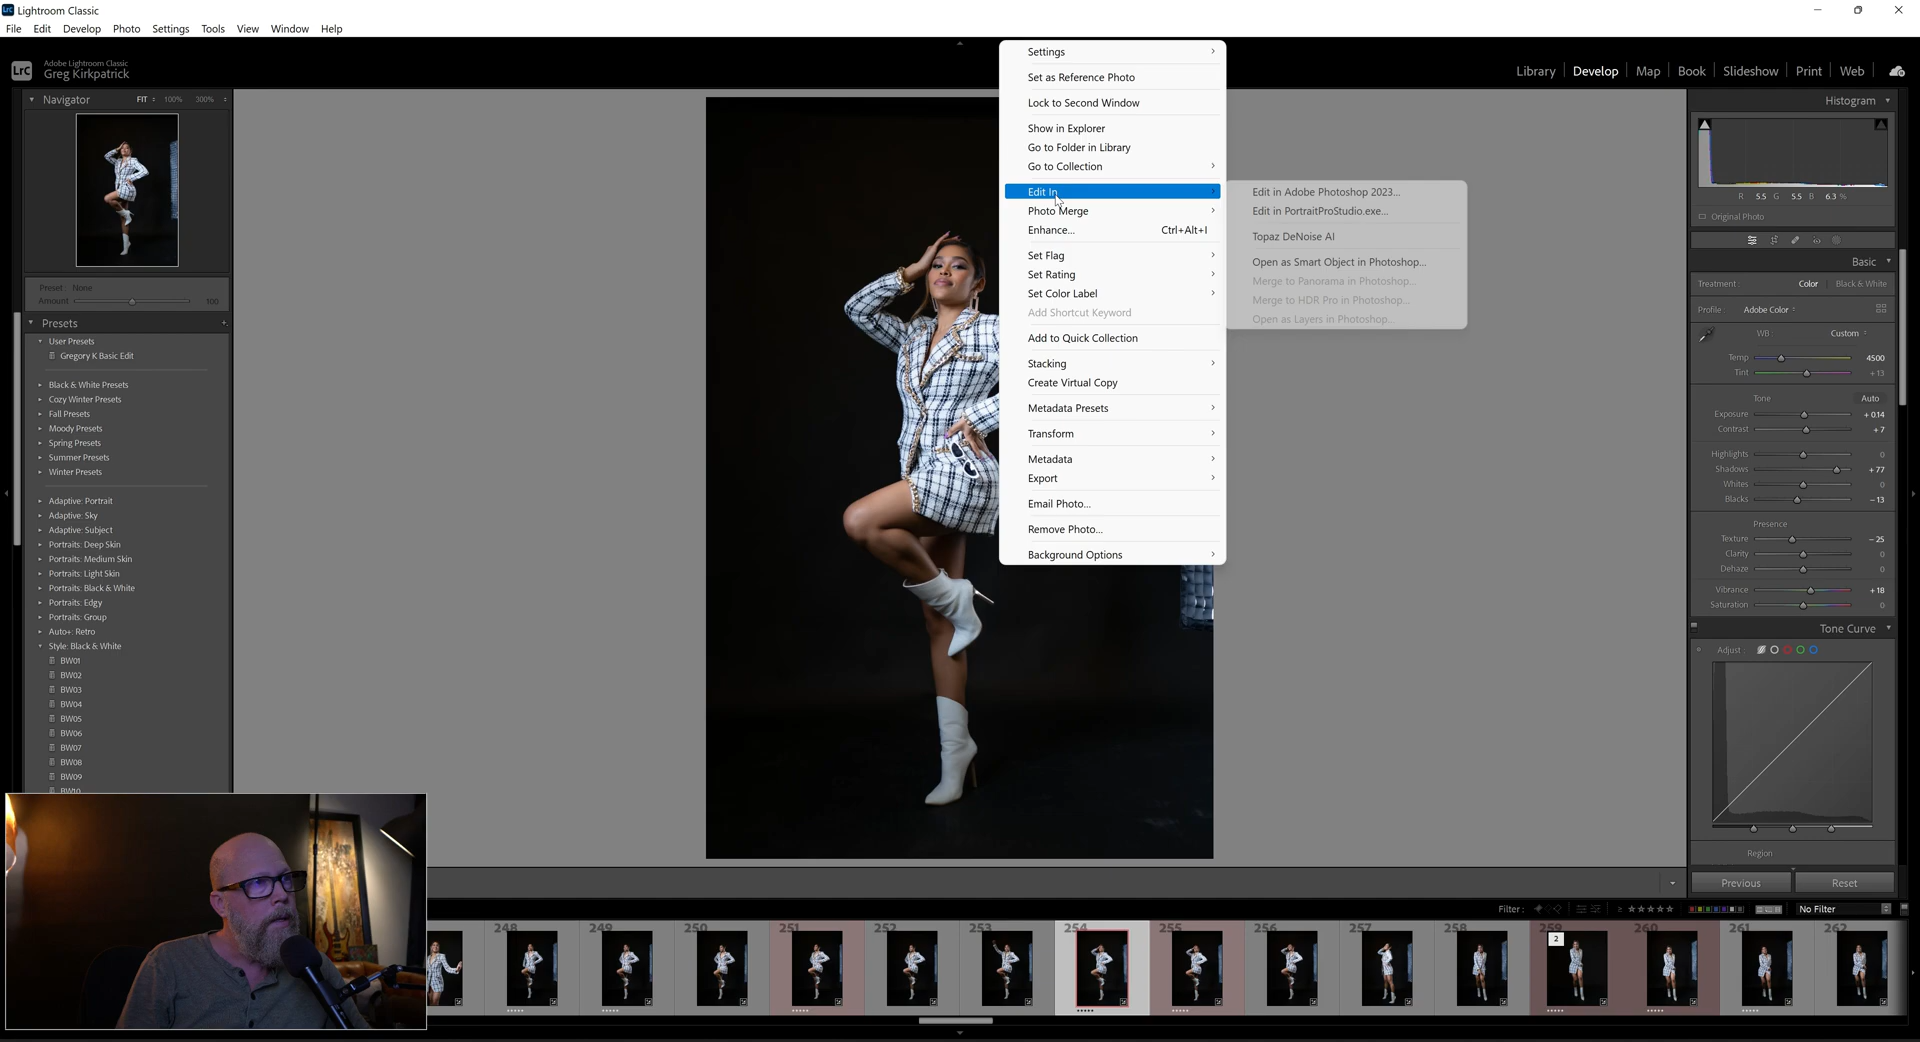 Lightroom Classic
File Edit Develop Photo Settings Tools View Window Help
Lrc
Adobe Lightroom Classic
Greg Kirkpatrick
Library Develop Map Book Slideshow Print Web
Navigator FIT 100% 300%
Preset: None
Amount 100
Presets +
User Presets
Gregory K Basic Edit
Black & White Presets
Cozy Winter Presets
Fall Presets
Moody Presets
Spring Presets
Summer Presets
Winter Presets
Adaptive: Portrait
Adaptive: Sky
Adaptive: Subject
Portraits: Deep Skin
Portraits: Medium Skin
Portraits: Light Skin
Portraits: Black & White
Portraits: Edgy
Portraits: Group
Auto+: Retro
Style: Black & White
BW01
BW02
BW03
BW04
BW05
BW06
BW07
BW08
BW09
BW10
Settings
Set as Reference Photo
Lock to Second Window
Show in Explorer
Go to Folder in Library
Go to Collection
Edit In
Photo Merge
Enhance... Ctrl+Alt+I
Set Flag
Set Rating
Set Color Label
Add Shortcut Keyword
Add to Quick Collection
Stacking
Create Virtual Copy
Metadata Presets
Transform
Metadata
Export
Email Photo...
Remove Photo...
Background Options
Edit in Adobe Photoshop 2023...
Edit in PortraitProStudio.exe...
Topaz DeNoise AI
Open as Smart Object in Photoshop...
Merge to Panorama in Photoshop...
Merge to HDR Pro in Photoshop...
Open as Layers in Photoshop...
Histogram
R 5.5 G 5.5 B 6.3 %
Original Photo
Basic
Treatment: Color Black & White
Profile: Adobe Color
WB: Custom
Temp 4500
Tint +13
Tone Auto
Exposure +0.14
Contrast +7
Highlights 0
Shadows +77
Whites 0
Blacks -13
Presence
Texture -25
Clarity 0
Dehaze 0
Vibrance +18
Saturation 0
Tone Curve
Adjust:
Region
Previous Reset
Filter: No Filter
248 249 250 251 252 253 254 255 256 257 258 259 260 261 262
2